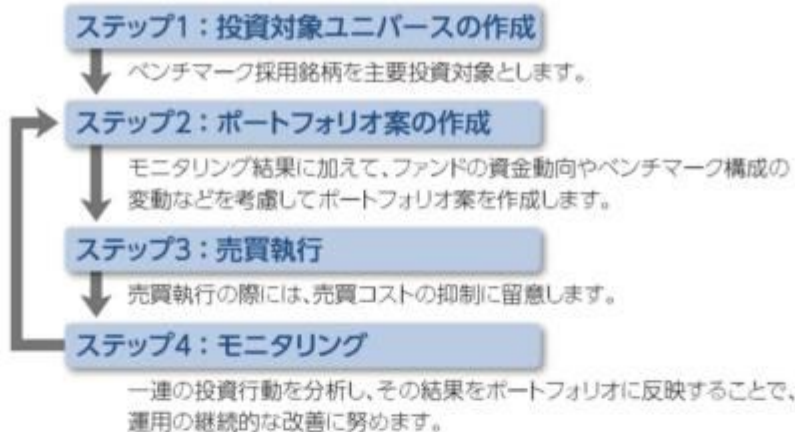 ステップ1：投資対象ユニバースの作成
ベンチマーク採用銘柄を主要投資対象とします。
ステップ2：ポートフォリオ案の作成
モニタリング結果に加えて、ファンドの資金動向やベンチマーク構成の
変動などを考慮してポートフォリオ案を作成します。
ステップ3：売買執行
売買執行の際には、売買コストの抑制に留意します。
ステップ4：モニタリング
一連の投資行動を分析し、その結果をポートフォリオに反映することで、
運用の継続的な改善に努めます。